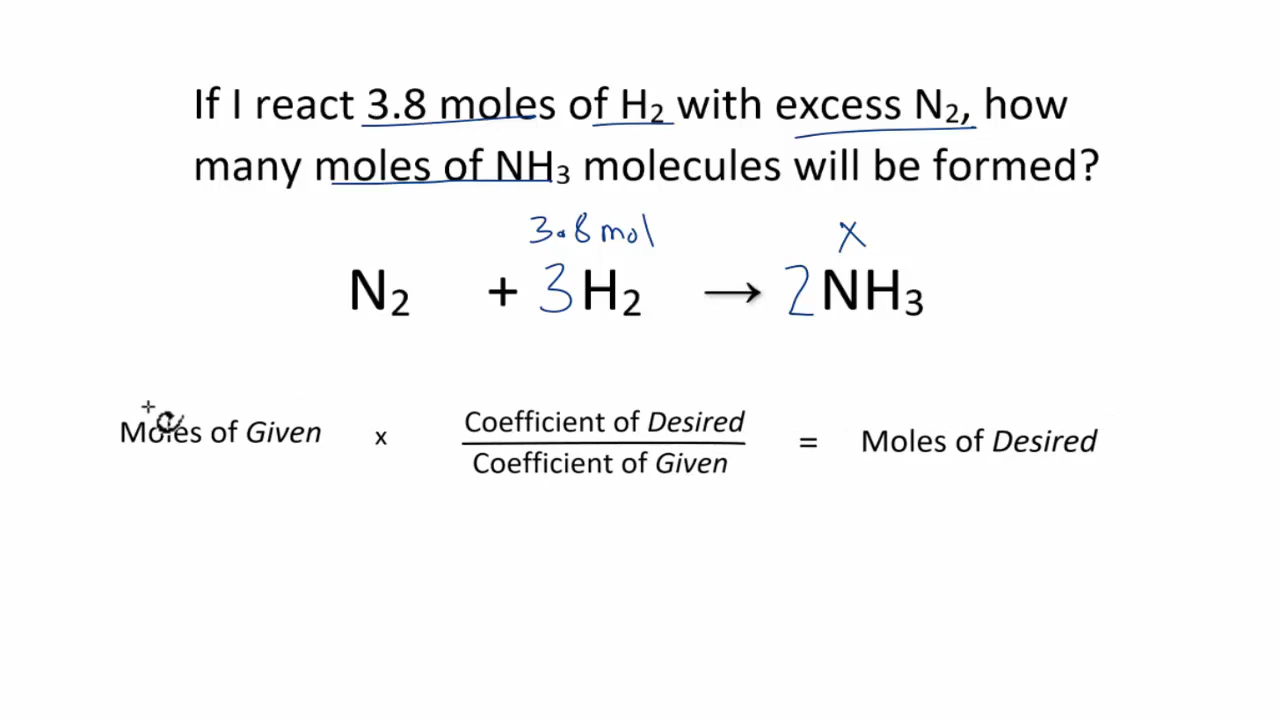 If I react 3.8 moles of H₂ with excess N₂, how
many moles of NH₃ molecules will be formed?
3.8 mol x
N₂ + 3H₂ → 2NH₃
Moles of Given x Coefficient of Desired = Moles of Desired
Coefficient of Given